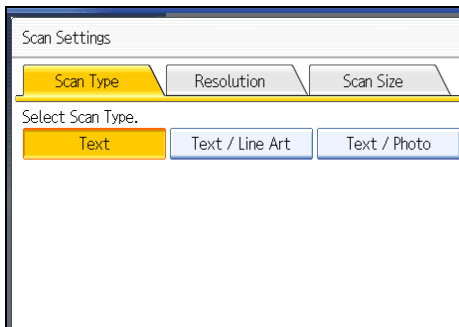 Scan Settings
Scan Type Resolution Scan Size
Select Scan Type.
Text Text / Line Art Text / Photo